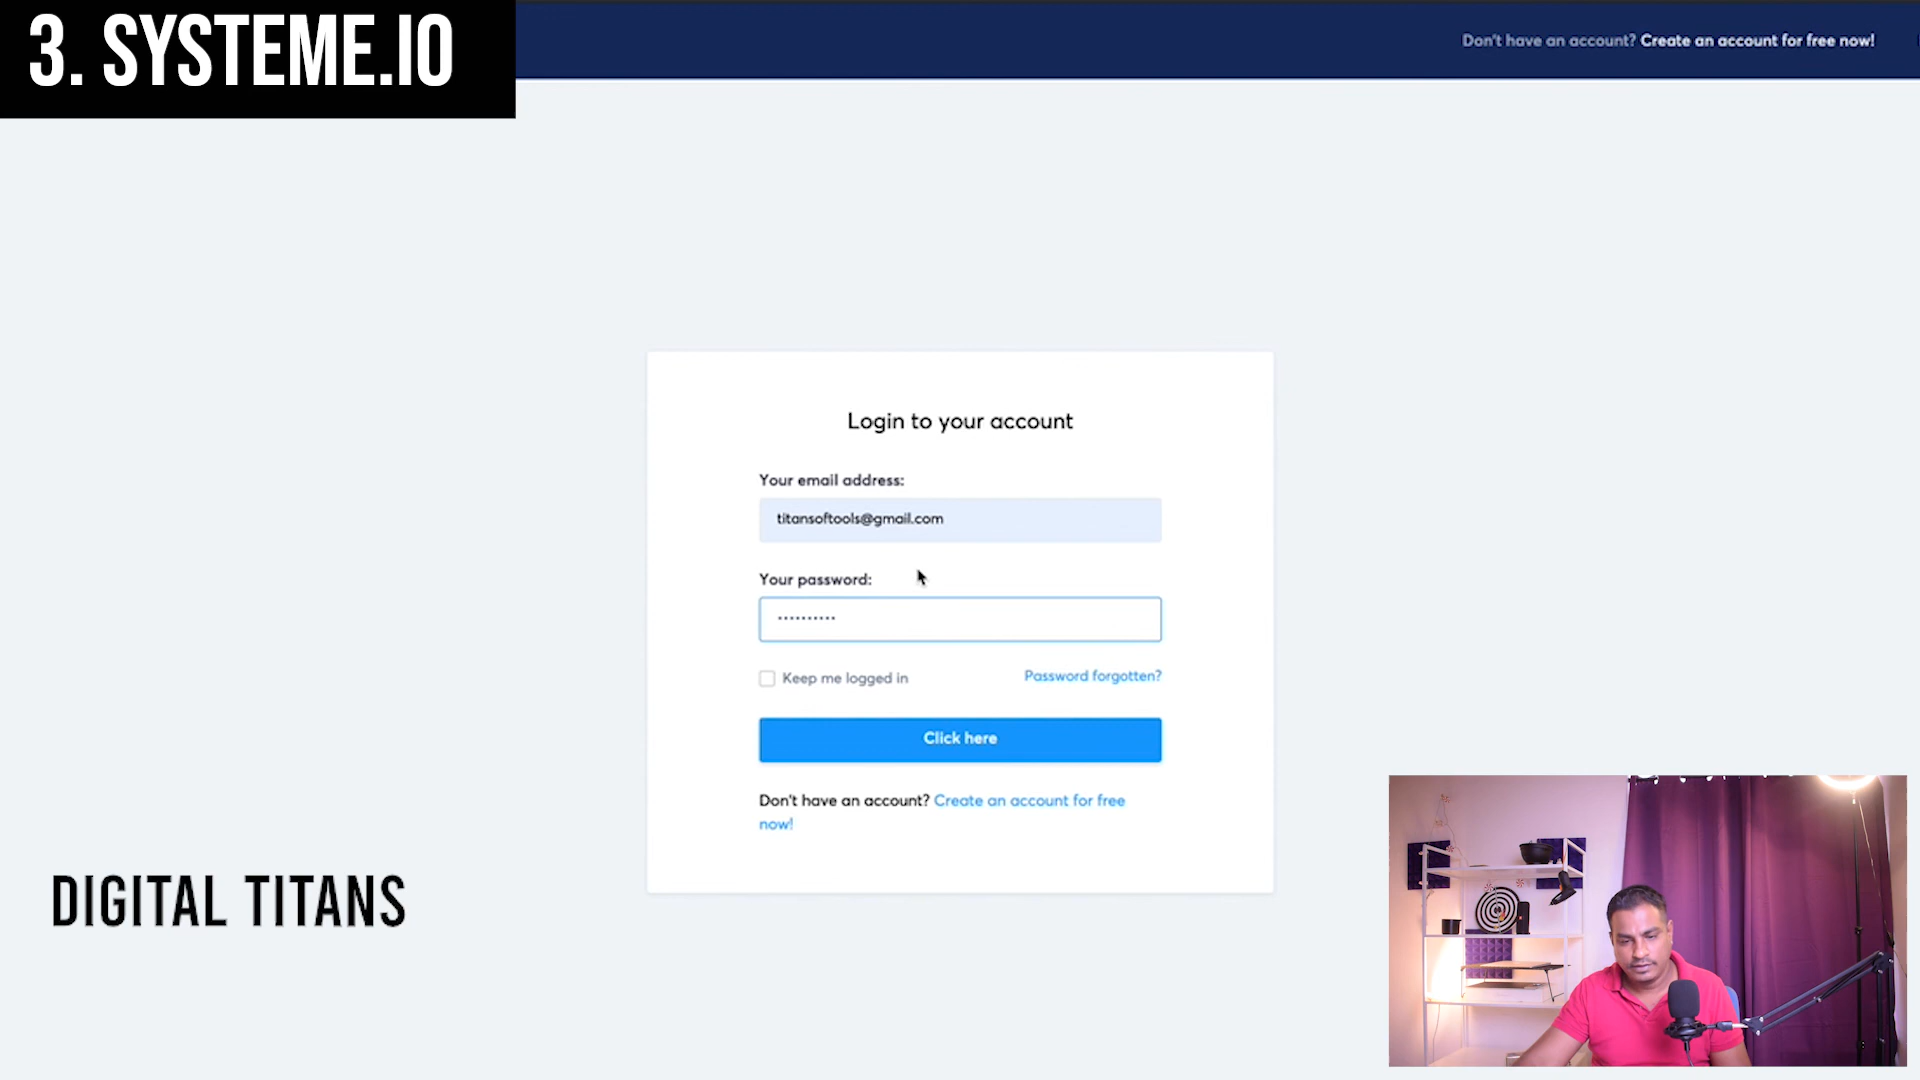 3. SYSTEME.IO
Don't have an account? Create an account for free now!
Login to your account
Your email address:
titansoftools@gmail.com
Your password:
••••••••••
Keep me logged in
Password forgotten?
Click here
Don't have an account? Create an account for free
now!
DIGITAL TITANS